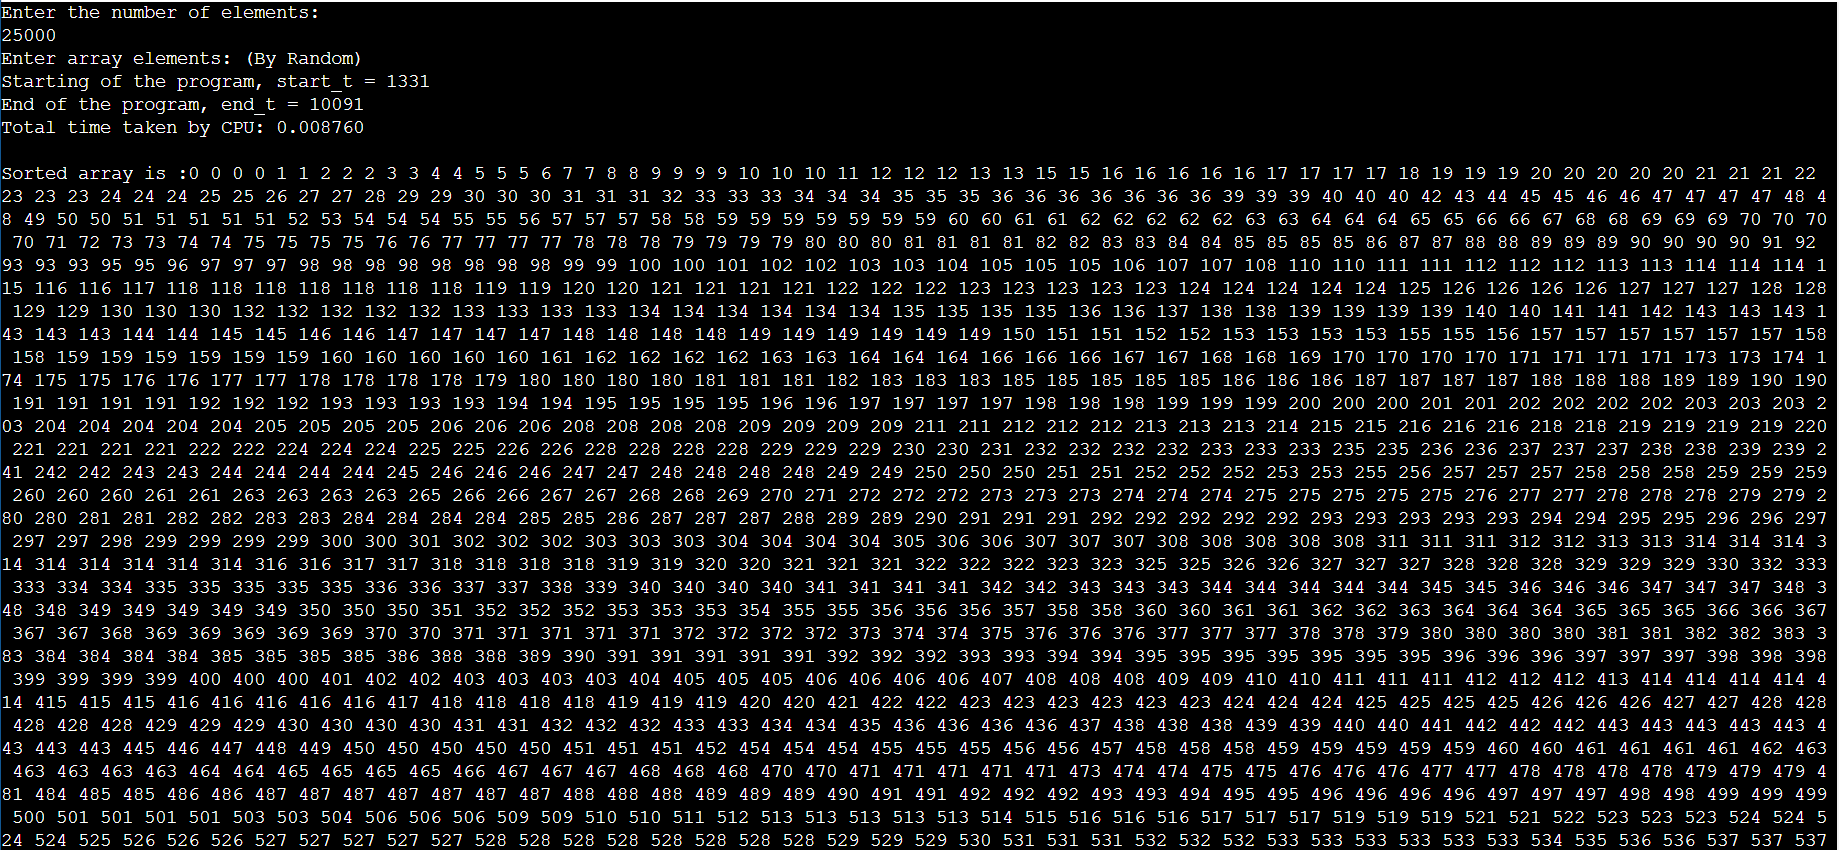 Enter the number of elements:
25000
Enter array elements: (By Random)
Starting of the program, start_t = 1331
End of the program, end_t = 10091
Total time taken by CPU: 0.008760
Sorted array is :0 0 0 0 1 1 2 2 2 3 3 4 4 5 5 5 6 7 7 8 8 9 9 9 9 10 10 10 11 12 12 12 13 13 15 15 16 16 16 16 16 17 17 17 17 18 19 19 19 20 20 20 20 20 21 21 21 22
23 23 23 24 24 24 25 25 26 27 27 28 29 29 30 30 30 31 31 31 32 33 33 33 34 34 34 35 35 35 36 36 36 36 36 36 36 39 39 39 40 40 40 42 43 44 45 45 46 46 47 47 47 47 48 4
8 49 50 50 51 51 51 51 51 52 53 54 54 54 55 55 56 57 57 57 58 58 59 59 59 59 59 59 59 60 60 61 61 62 62 62 62 62 63 63 64 64 64 65 65 66 66 67 68 68 69 69 69 70 70 70
70 71 72 73 73 74 74 75 75 75 75 76 76 77 77 77 77 78 78 78 79 79 79 79 80 80 80 81 81 81 81 82 82 83 83 84 84 85 85 85 85 86 87 87 88 88 89 89 89 90 90 90 90 91 92
93 93 93 95 95 96 97 97 97 98 98 98 98 98 98 98 98 99 99 100 100 101 102 102 103 103 104 105 105 105 106 107 107 108 110 110 111 111 112 112 112 113 113 114 114 114 1
15 116 116 117 118 118 118 118 118 118 118 119 119 120 120 121 121 121 121 122 122 122 123 123 123 123 123 124 124 124 124 124 125 126 126 126 126 127 127 127 128 128
129 129 130 130 130 132 132 132 132 132 133 133 133 133 134 134 134 134 134 134 135 135 135 135 136 136 137 138 138 139 139 139 139 140 140 141 141 142 143 143 143 1
43 143 143 144 144 145 145 146 146 147 147 147 147 148 148 148 148 149 149 149 149 149 149 150 151 151 152 152 153 153 153 153 155 155 156 157 157 157 157 157 157 158
158 159 159 159 159 159 159 160 160 160 160 160 161 162 162 162 162 163 163 164 164 164 166 166 166 167 167 168 168 169 170 170 170 170 171 171 171 171 173 173 174 1
74 175 175 176 176 177 177 178 178 178 178 179 180 180 180 180 181 181 181 182 183 183 183 185 185 185 185 185 186 186 186 187 187 187 187 188 188 188 189 189 190 190
191 191 191 191 192 192 192 193 193 193 193 194 194 195 195 195 195 196 196 197 197 197 197 198 198 198 199 199 199 200 200 200 201 201 202 202 202 202 203 203 203 2
03 204 204 204 204 204 205 205 205 205 206 206 206 208 208 208 208 209 209 209 209 211 211 212 212 212 213 213 213 214 215 215 216 216 216 218 218 219 219 219 219 220
221 221 221 221 222 222 224 224 224 225 225 226 226 228 228 228 228 229 229 229 230 230 231 232 232 232 232 233 233 233 235 235 236 236 237 237 237 238 238 239 239 2
41 242 242 243 243 244 244 244 244 245 246 246 246 247 247 248 248 248 248 249 249 250 250 250 251 251 252 252 252 253 253 255 256 257 257 257 258 258 258 259 259 259
260 260 260 261 261 263 263 263 263 265 266 266 267 267 268 268 269 270 271 272 272 272 273 273 273 274 274 274 275 275 275 275 275 276 277 277 278 278 278 279 279 2
80 280 281 281 282 282 283 283 284 284 284 284 285 285 286 287 287 287 288 289 289 290 291 291 291 292 292 292 292 292 293 293 293 293 293 294 294 295 295 296 296 297
297 297 298 299 299 299 299 300 300 301 302 302 302 303 303 303 304 304 304 304 305 306 306 307 307 307 308 308 308 308 308 311 311 311 312 312 313 313 314 314 314 3
14 314 314 314 314 314 316 316 317 317 318 318 318 318 319 319 320 320 321 321 321 322 322 322 323 323 325 325 326 326 327 327 327 328 328 328 329 329 329 330 332 333
333 334 334 335 335 335 335 335 336 336 337 337 338 339 340 340 340 340 341 341 341 341 342 342 343 343 343 344 344 344 344 344 345 345 346 346 346 347 347 347 348 3
48 348 349 349 349 349 349 350 350 350 351 352 352 352 353 353 353 354 355 355 356 356 356 357 358 358 360 360 361 361 362 362 363 364 364 364 365 365 365 366 366 367
367 367 368 369 369 369 369 369 370 370 371 371 371 371 371 372 372 372 372 373 374 374 375 376 376 376 377 377 377 378 378 379 380 380 380 380 381 381 382 382 383 3
83 384 384 384 384 385 385 385 385 386 388 388 389 390 391 391 391 391 391 392 392 392 393 393 394 394 395 395 395 395 395 395 395 396 396 396 397 397 397 398 398 398
399 399 399 399 400 400 400 401 402 402 403 403 403 403 404 405 405 405 406 406 406 406 407 408 408 408 409 409 410 410 411 411 411 412 412 412 413 414 414 414 414 4
14 415 415 415 416 416 416 416 416 417 418 418 418 418 419 419 419 420 420 421 422 422 423 423 423 423 423 423 424 424 424 425 425 425 425 426 426 426 427 427 428 428
428 428 428 429 429 429 430 430 430 430 431 431 432 432 432 433 433 434 434 435 436 436 436 436 437 438 438 438 439 439 440 440 441 442 442 442 443 443 443 443 443 4
43 443 443 445 446 447 448 449 450 450 450 450 450 451 451 451 452 454 454 454 455 455 455 456 456 457 458 458 458 459 459 459 459 459 460 460 461 461 461 461 462 463
463 463 463 463 464 464 465 465 465 465 466 467 467 467 468 468 468 470 470 471 471 471 471 471 473 474 474 475 475 476 476 476 477 477 478 478 478 478 479 479 479 4
81 484 485 485 486 486 487 487 487 487 487 487 487 488 488 488 489 489 489 490 491 491 492 492 492 493 493 494 495 495 496 496 496 496 497 497 497 498 498 499 499 499
500 501 501 501 501 503 503 504 506 506 506 509 509 510 510 511 512 513 513 513 513 513 514 515 516 516 516 517 517 517 519 519 519 521 521 522 523 523 523 524 524 5
24 524 525 526 526 526 527 527 527 527 527 528 528 528 528 528 528 528 529 529 529 530 531 531 531 532 532 532 533 533 533 533 533 533 534 535 536 536 537 537 537